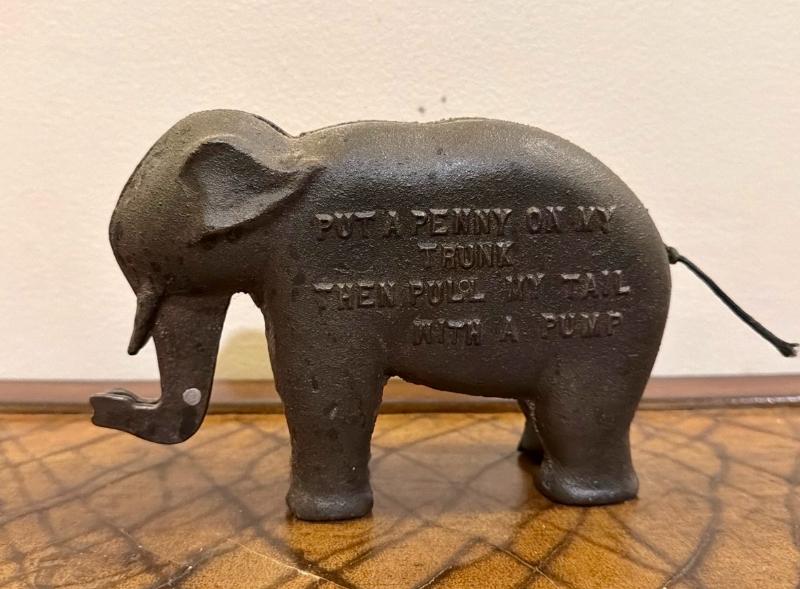 PUT A PENNY ON MY
TRUNK
THEN PULL MY TAIL
WITH A PUMP